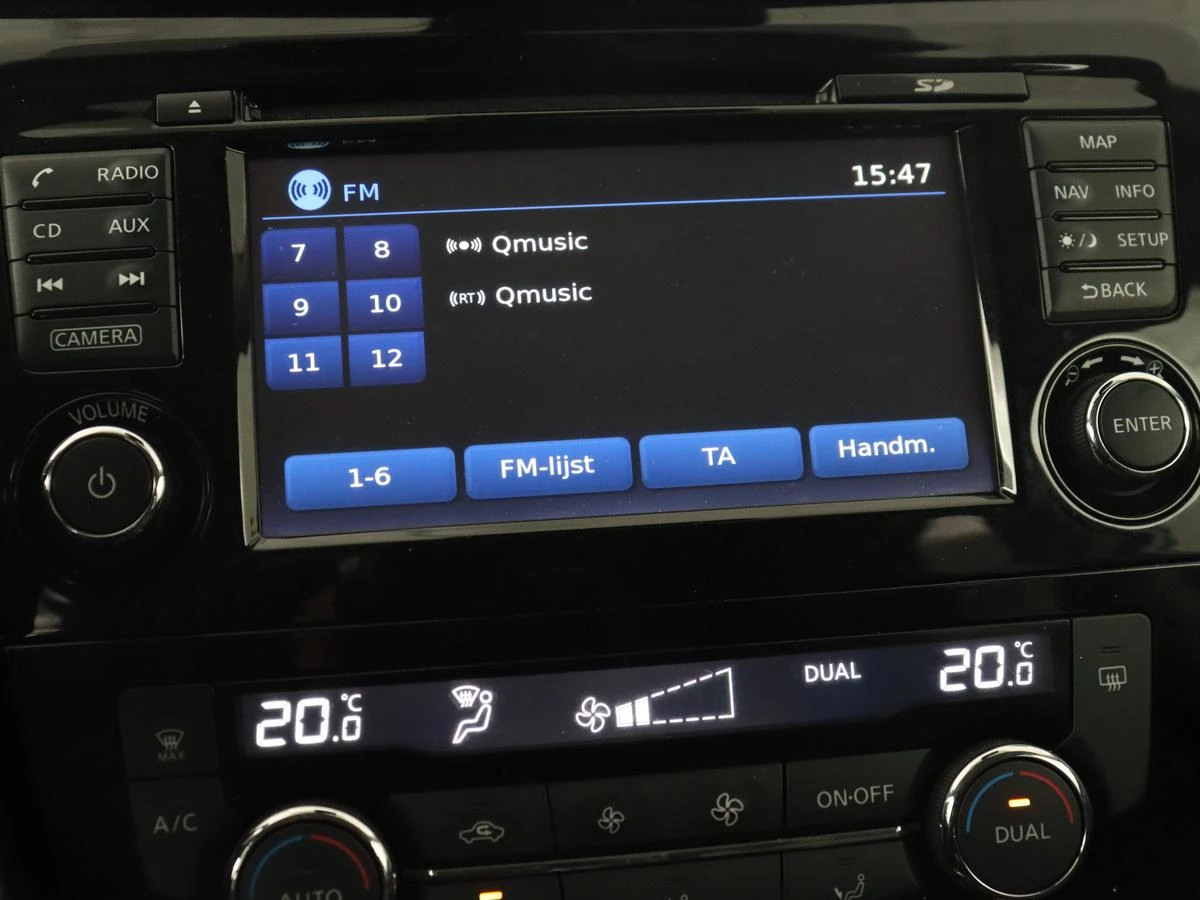 SD
RADIO
CD AUX
CAMERA
VOLUME
FM 15:47
7 8
9 10
11 12
Qmusic
RT Qmusic
1-6 FM-lijst TA Handm.
MAP
NAV INFO
SETUP
BACK
ENTER
20.0°C DUAL 20.0°C
MAX
A/C
ON·OFF
AUTO
DUAL